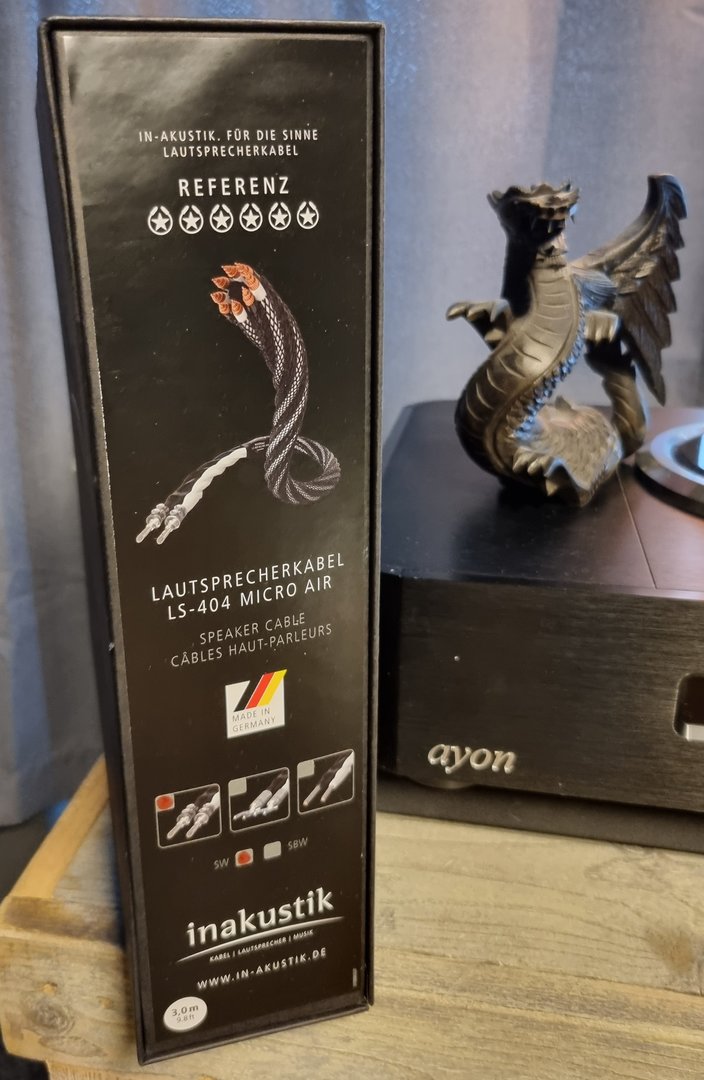 IN-AKUSTIK. FÜR DIE SINNE
LAUTSPRECHERKABEL
REFERENZ
LAUTSPRECHERKABEL
LS-404 MICRO AIR
SPEAKER CABLE
CÂBLES HAUT-PARLEURS
MADE IN
GERMANY
SW SBW
inakustik
KABEL | LAUTSPRECHER | MUSIK
WWW.IN-AKUSTIK.DE
3,0 m
9.8 ft
ayon